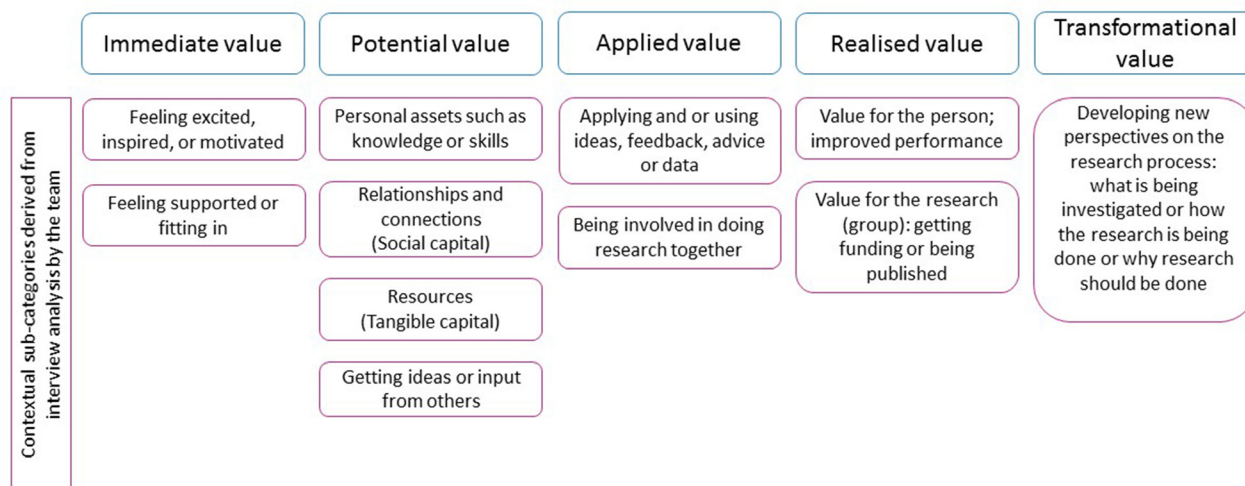 Immediate value
Potential value
Applied value
Realised value
Transformational
value
Contextual sub-categories derived from
interview analysis by the team
Feeling excited,
inspired, or motivated
Feeling supported or
fitting in
Personal assets such as
knowledge or skills
Relationships and
connections
(Social capital)
Resources
(Tangible capital)
Getting ideas or input
from others
Applying and or using
ideas, feedback, advice
or data
Being involved in doing
research together
Value for the person;
improved performance
Value for the research
(group): getting
funding or being
published
Developing new
perspectives on the
research process:
what is being
investigated or how
the research is being
done or why research
should be done